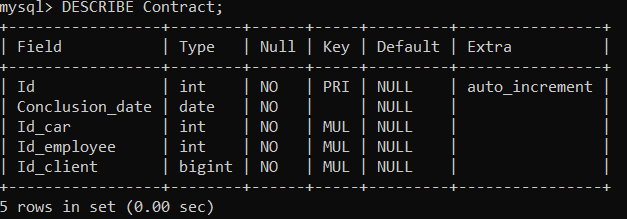 mysql> DESCRIBE Contract;
+-----------------+--------+------+-----+---------+----------------+
| Field           | Type   | Null | Key | Default | Extra          |
+-----------------+--------+------+-----+---------+----------------+
| Id              | int    | NO   | PRI | NULL    | auto_increment |
| Conclusion_date | date   | NO   |     | NULL    |                |
| Id_car          | int    | NO   | MUL | NULL    |                |
| Id_employee     | int    | NO   | MUL | NULL    |                |
| Id_client       | bigint | NO   | MUL | NULL    |                |
+-----------------+--------+------+-----+---------+----------------+
5 rows in set (0.00 sec)